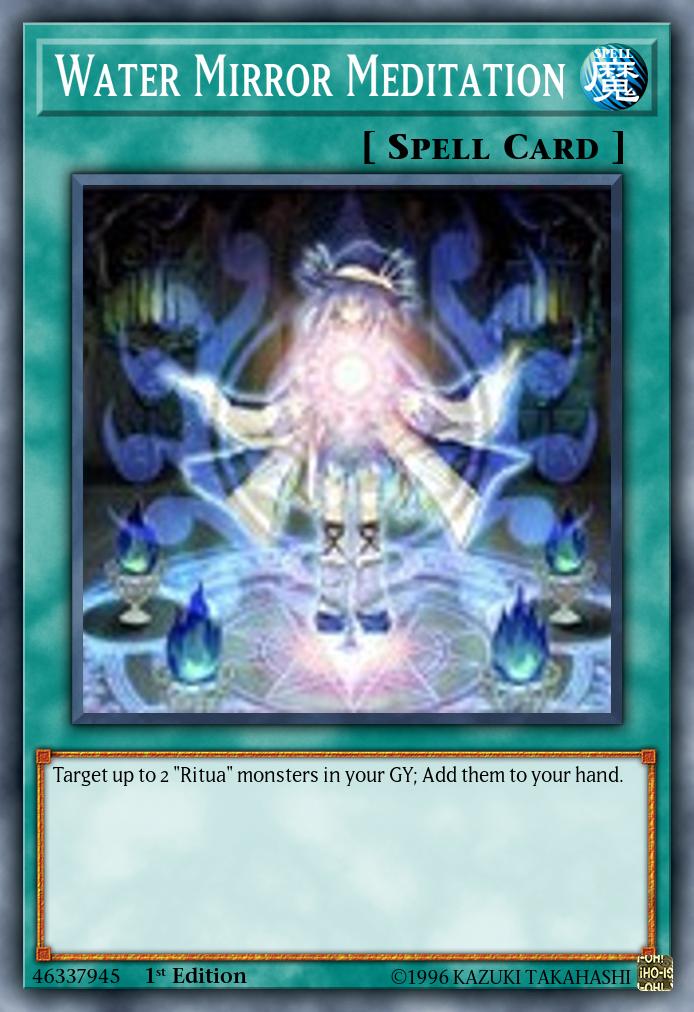 WATER MIRROR MEDITATION
SPELL
魔
[ SPELL CARD ]
Target up to 2 "Ritua" monsters in your GY; Add them to your hand.
46337945 1st Edition ©1996 KAZUKI TAKAHASHI